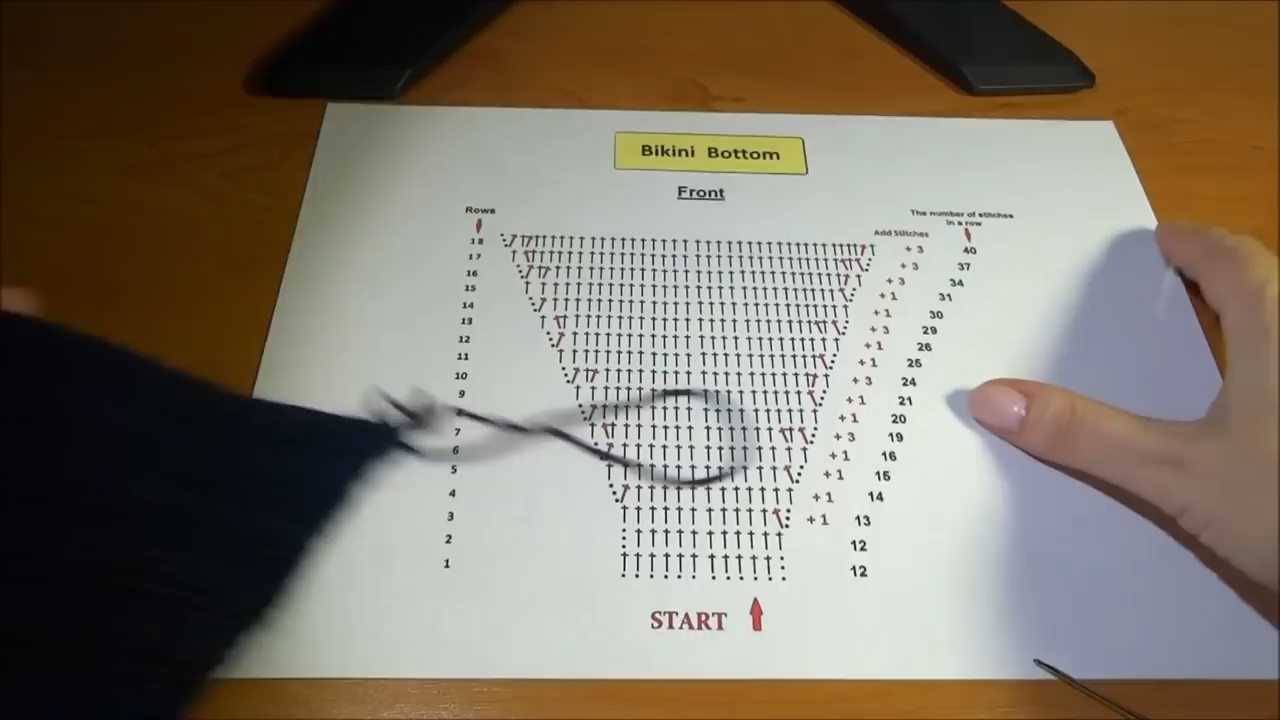 Bikini Bottom
Front
Rows
The number of stitches
in a row
Add Stitches
18 + 3 40
17 + 3 37
16 + 3 34
15 + 1 31
14 + 1 30
13 + 3 29
12 + 1 26
11 + 1 25
10 + 3 24
9 + 1 21
+ 1 20
7 + 3 19
6 + 1 16
5 + 1 15
4 + 1 14
3 + 1 13
2 12
1 12
START